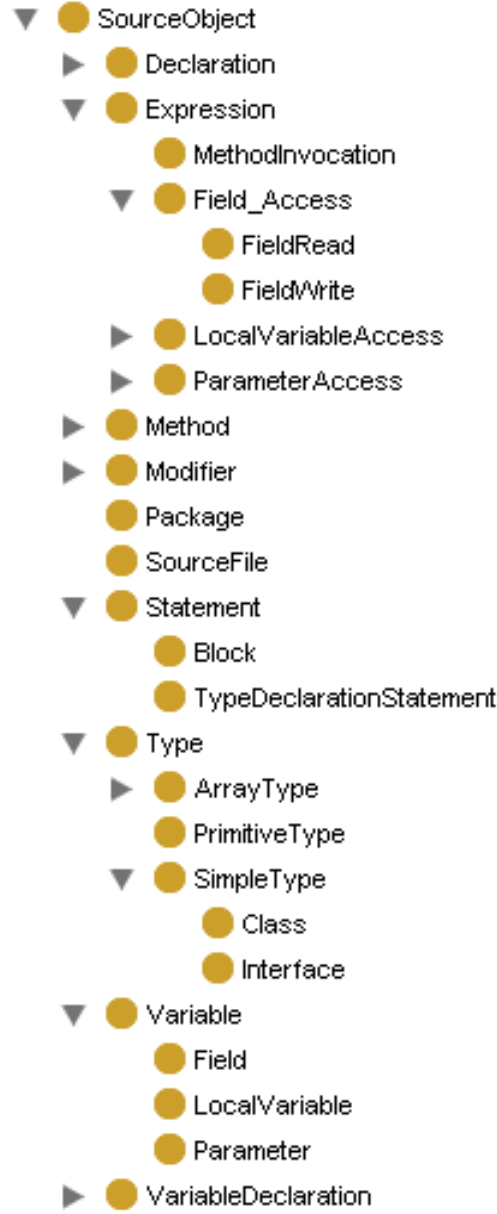 SourceObject
Declaration
Expression
MethodInvocation
Field_Access
FieldRead
FieldWrite
LocalVariableAccess
ParameterAccess
Method
Modifier
Package
SourceFile
Statement
Block
TypeDeclarationStatement
Type
ArrayType
PrimitiveType
SimpleType
Class
Interface
Variable
Field
LocalVariable
Parameter
VariableDeclaration